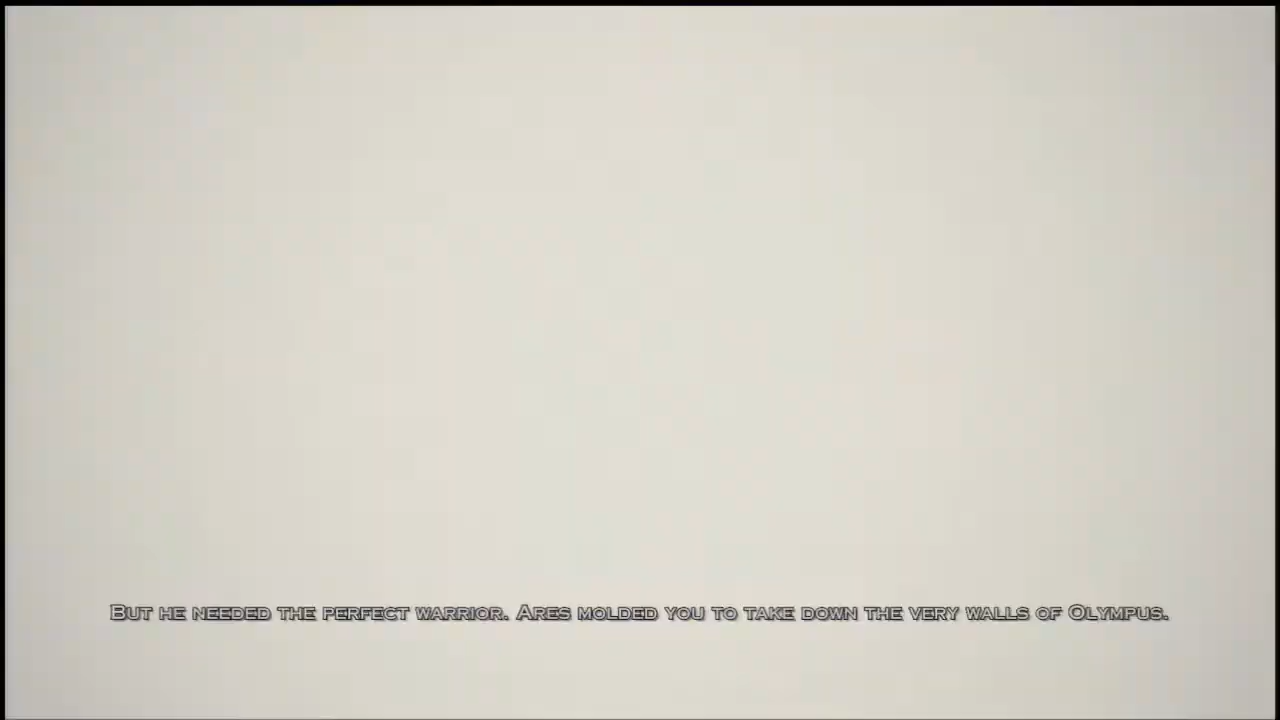 But he needed the perfect warrior. Ares molded you to take down the very walls of Olympus.